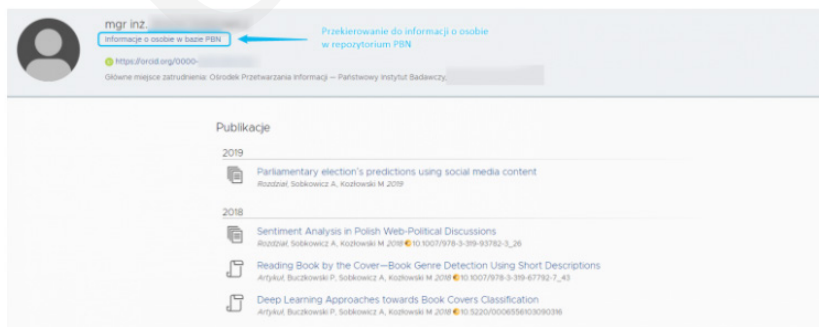 mgr inż.
Informacje o osobie w bazie PBN
Przekierowanie do informacji o osobie
w repozytorium PBN
https://orcid.org/0000-
Główne miejsce zatrudnienia: Ośrodek Przetwarzania Informacji — Państwowy Instytut Badawczy,
Publikacje
2019
Parliamentary election's predictions using social media content
Rozdział, Sobkowicz A, Kozłowski M 2019
2018
Sentiment Analysis in Polish Web-Political Discussions
Rozdział, Sobkowicz A, Kozłowski M 2018 10.1007/978-3-319-93782-3_26
Reading Book by the Cover—Book Genre Detection Using Short Descriptions
Artykuł, Buczkowski P, Sobkowicz A, Kozłowski M 2018 10.1007/978-3-319-67792-7_43
Deep Learning Approaches towards Book Covers Classification
Artykuł, Buczkowski P, Sobkowicz A, Kozłowski M 2018 10.5220/0006556103090316